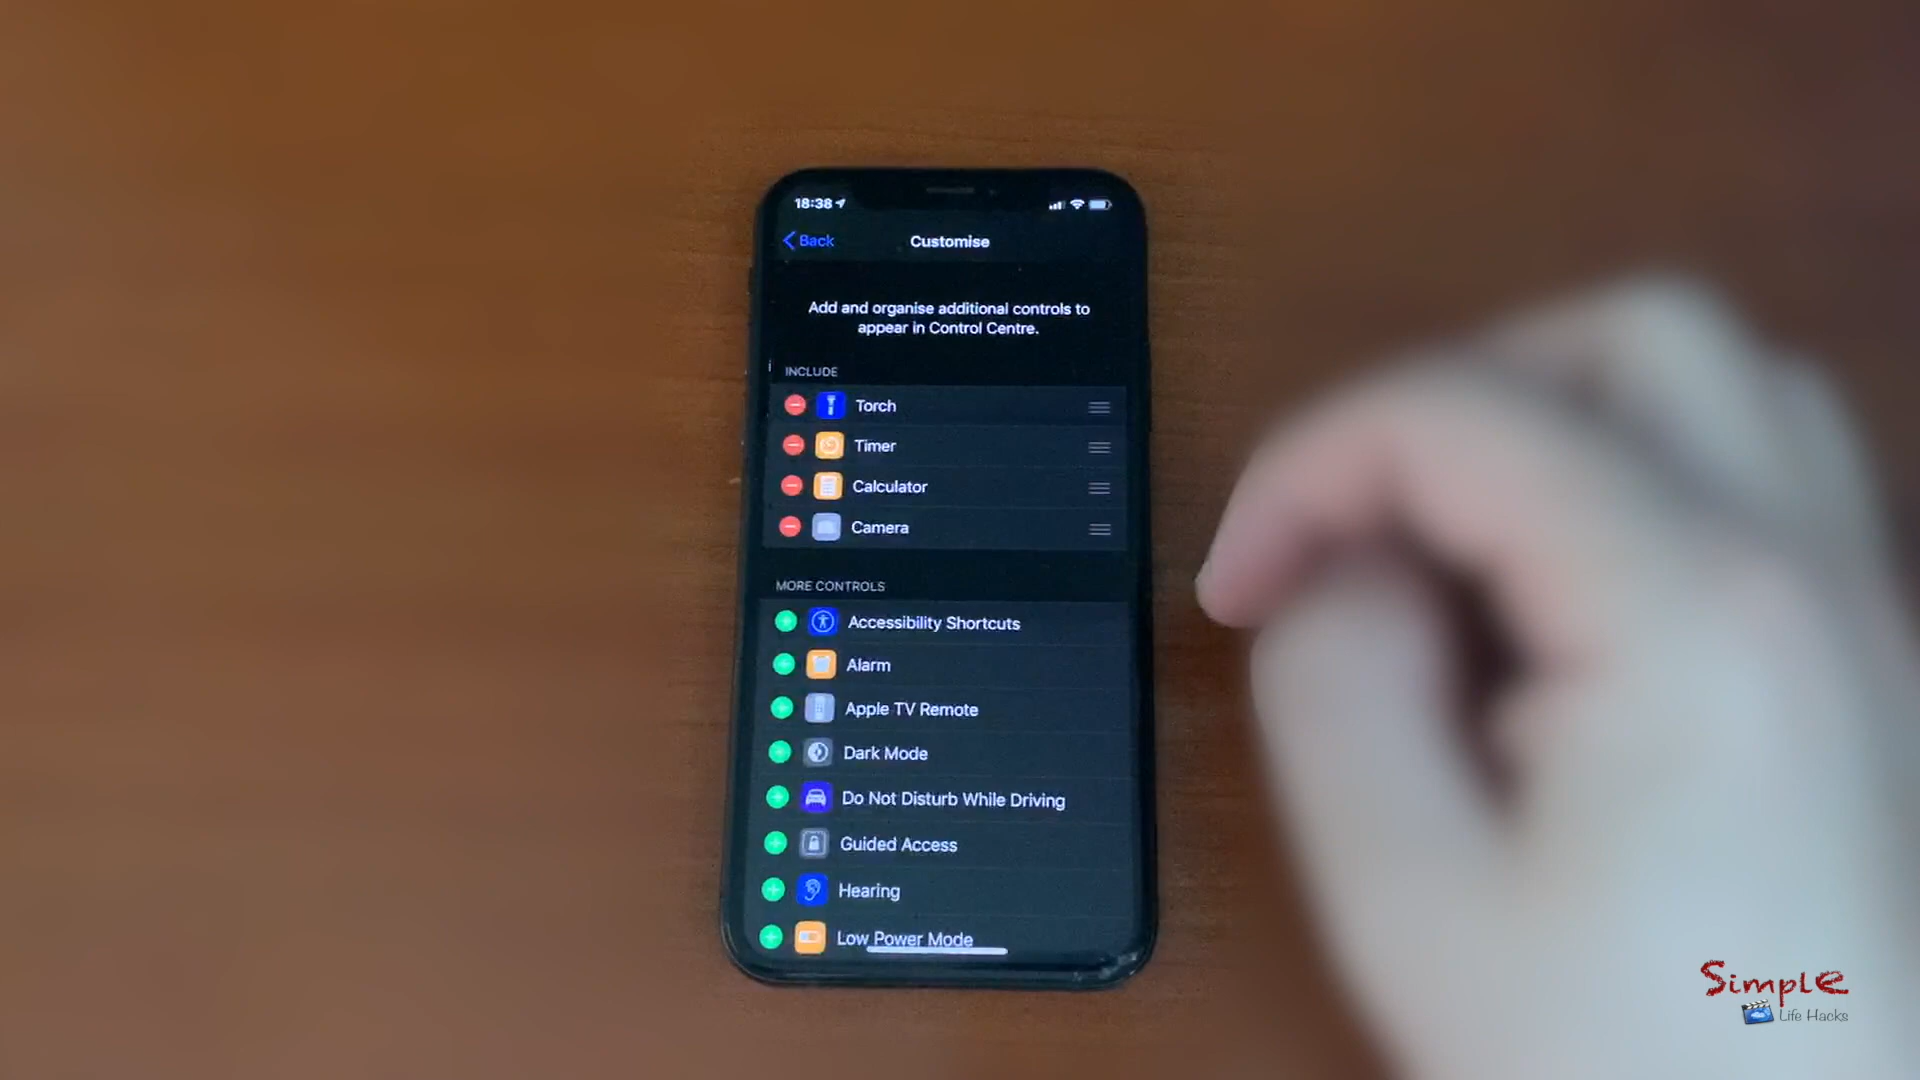 18:38
Back
Customise
Add and organise additional controls to
appear in Control Centre.
INCLUDE
Torch
Timer
Calculator
Camera
MORE CONTROLS
Accessibility Shortcuts
Alarm
Apple TV Remote
Dark Mode
Do Not Disturb While Driving
Guided Access
Hearing
Low Power Mode
Simple
Life Hacks